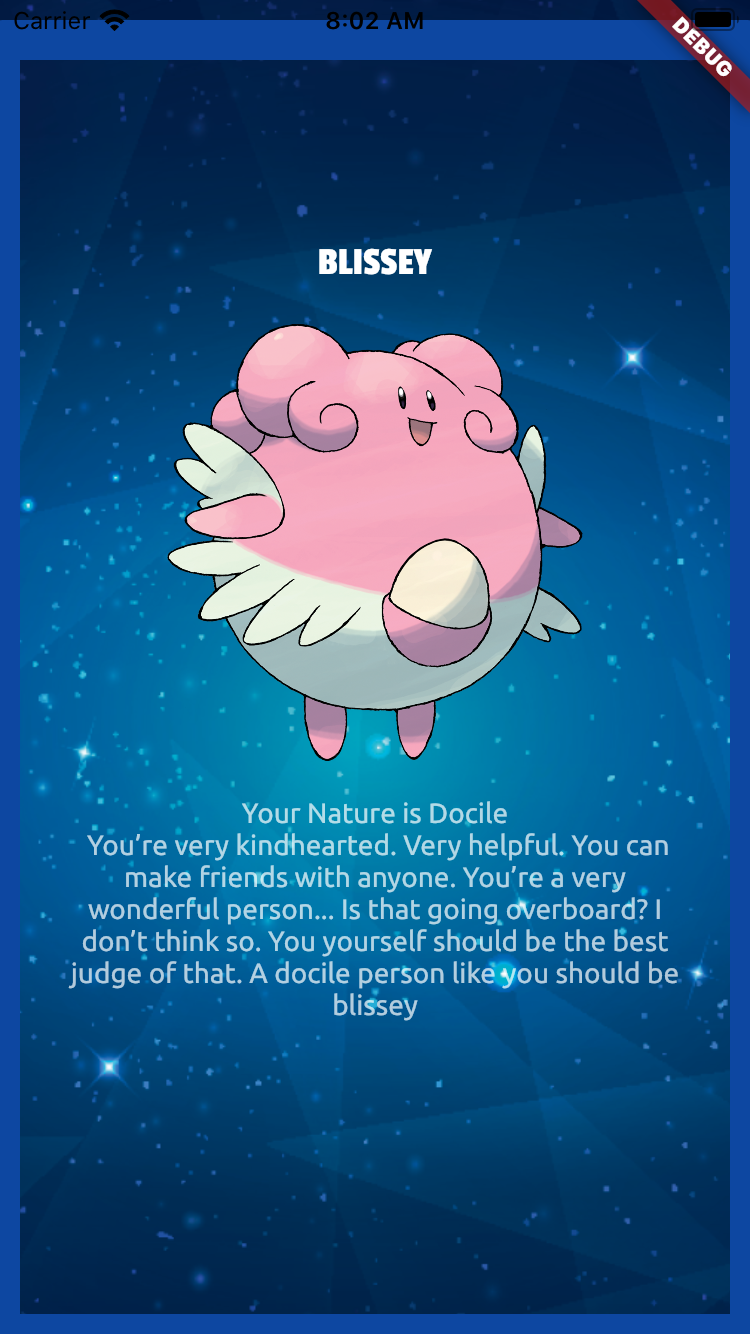 Carrier 8:02 AM
DEBUG
BLISSEY
Your Nature is Docile
You’re very kindhearted. Very helpful. You can
make friends with anyone. You’re a very
wonderful person... Is that going overboard? I
don’t think so. You yourself should be the best
judge of that. A docile person like you should be
blissey